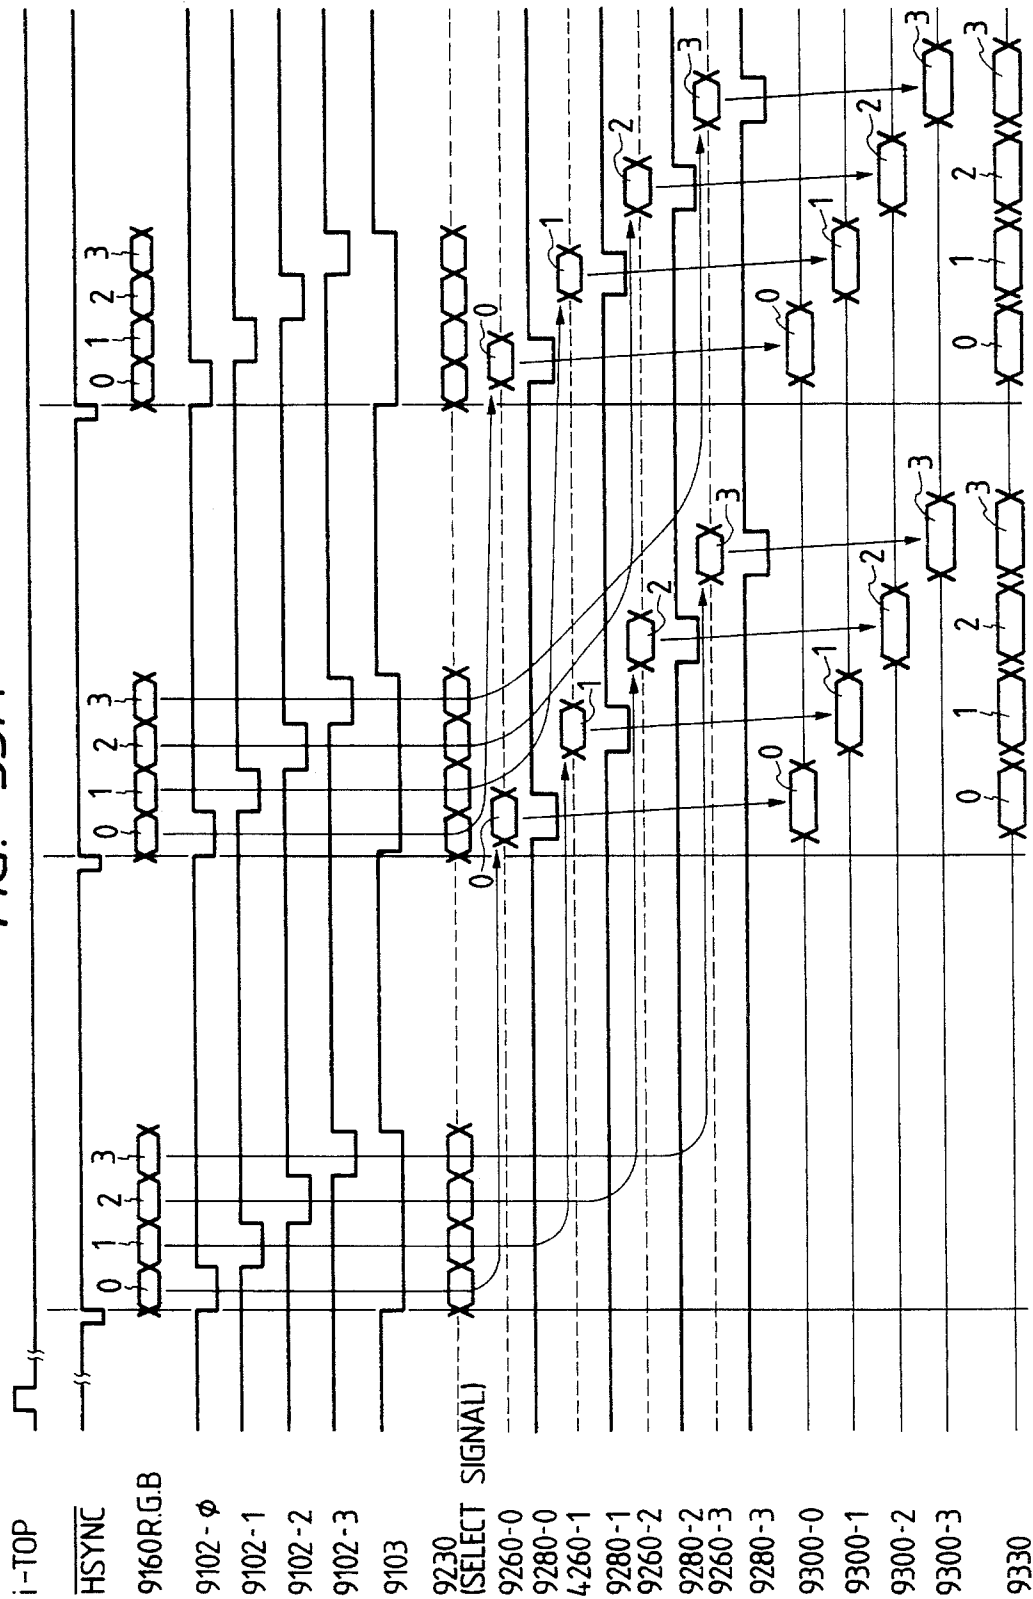 i-TOP
HSYNC
9160R.G.B 0 1 2 3 0 1 2 3 0 1 2 3
9102-φ
9102-1
9102-2
9102-3
9103
9230
(SELECT SIGNAL)
9260-0 0 0
9280-0
4260-1 1 1
9280-1
9260-2 2 2
9280-2
9260-3 3 3
9280-3
9300-0 0 0
9300-1 1 1
9300-2 2 2
9300-3 3 3
9330 0 1 2 3 0 1 2 3